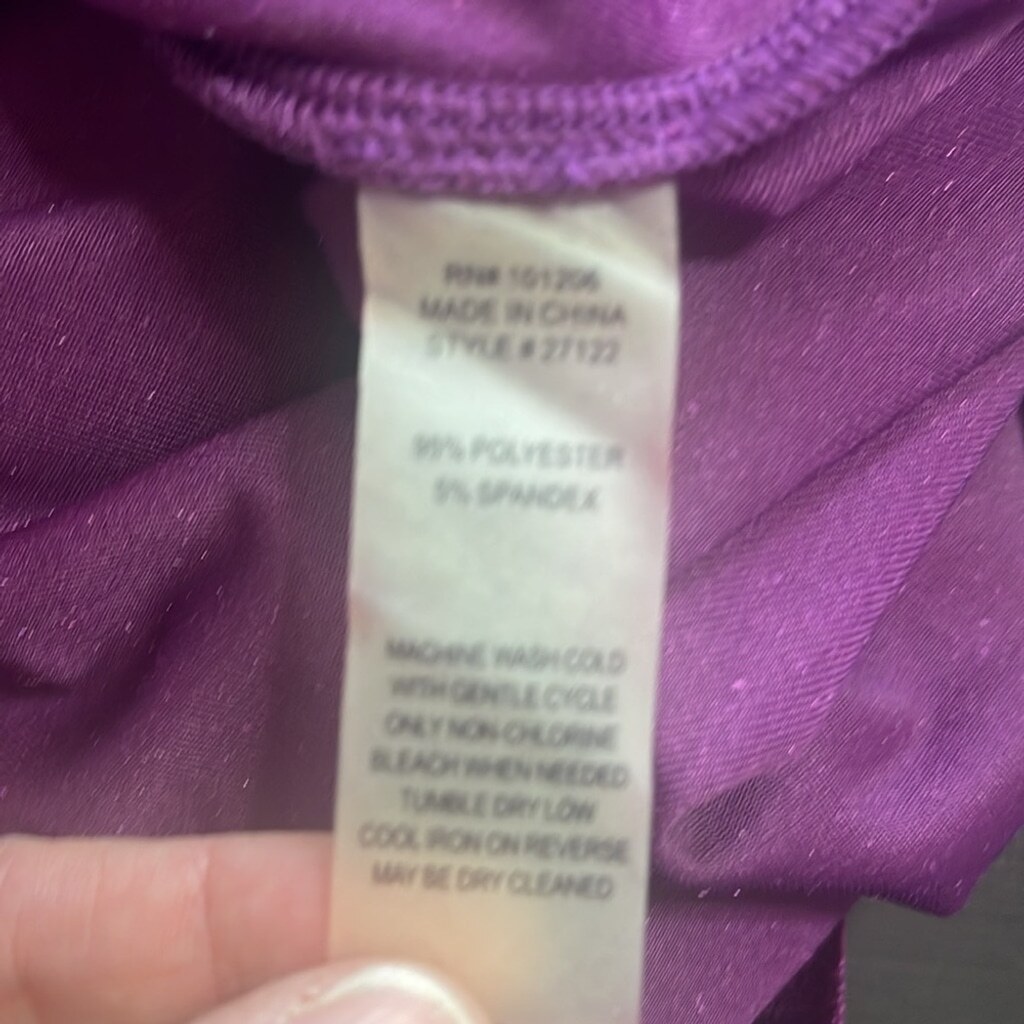 RN# 101206
MADE IN CHINA
STYLE # 27122
95% POLYESTER
5% SPANDEX
MACHINE WASH COLD
WITH GENTLE CYCLE
ONLY NON-CHLORINE
BLEACH WHEN NEEDED
TUMBLE DRY LOW
COOL IRON ON REVERSE
MAY BE DRY CLEANED